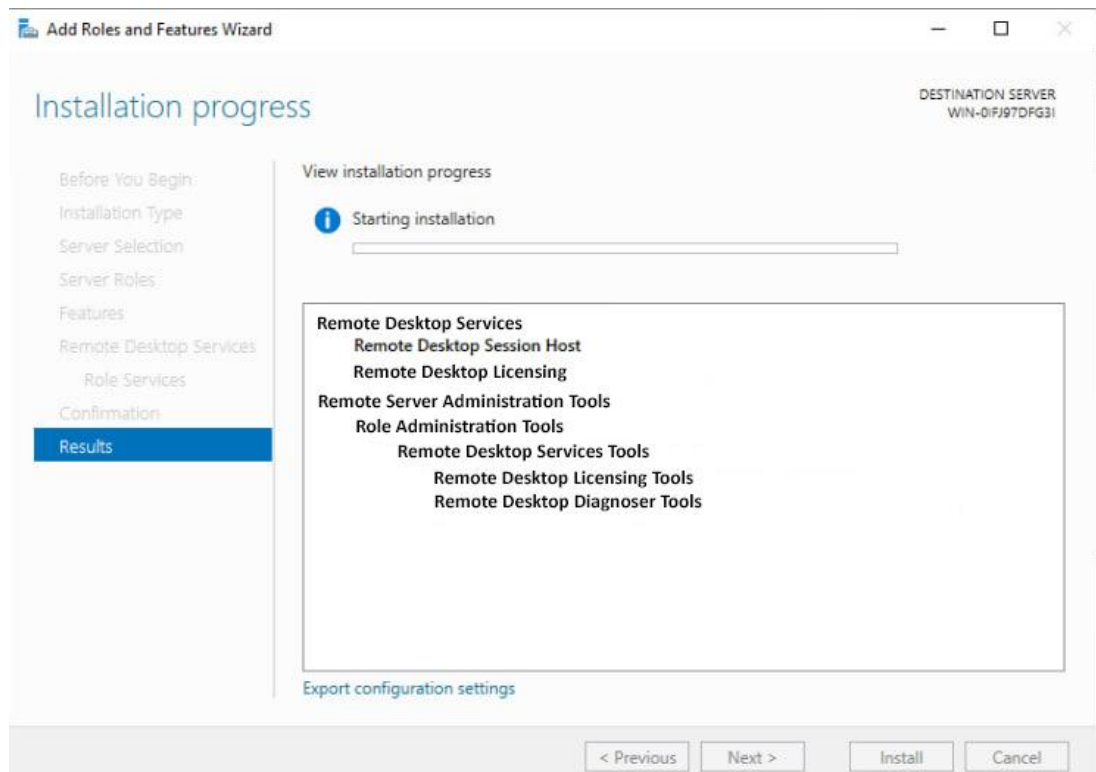 Add Roles and Features Wizard
Installation progress
DESTINATION SERVER
WIN-0IFJ97DFG3I
Before You Begin
Installation Type
Server Selection
Server Roles
Features
Remote Desktop Services
Role Services
Confirmation
Results
View installation progress
Starting installation
Remote Desktop Services
Remote Desktop Session Host
Remote Desktop Licensing
Remote Server Administration Tools
Role Administration Tools
Remote Desktop Services Tools
Remote Desktop Licensing Tools
Remote Desktop Diagnoser Tools
Export configuration settings
< Previous
Next >
Install
Cancel